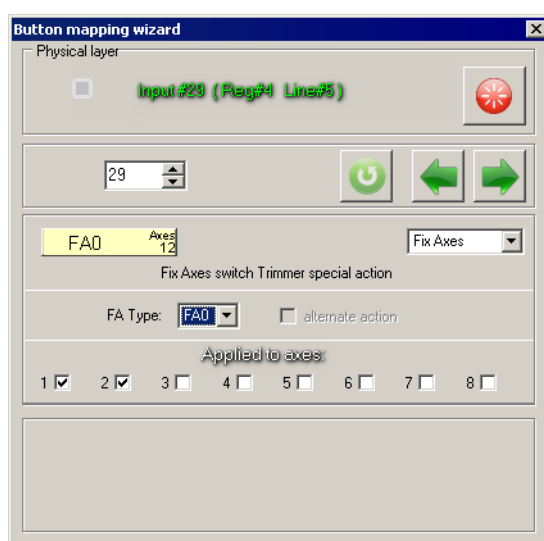 Button mapping wizard
Physical layer
Input #29 (Reg#4 Line#5)
29
FA0 Axes 12 Fix Axes
Fix Axes switch Trimmer special action
FA Type: FA0 alternate action
Applied to axes:
1 2 3 4 5 6 7 8